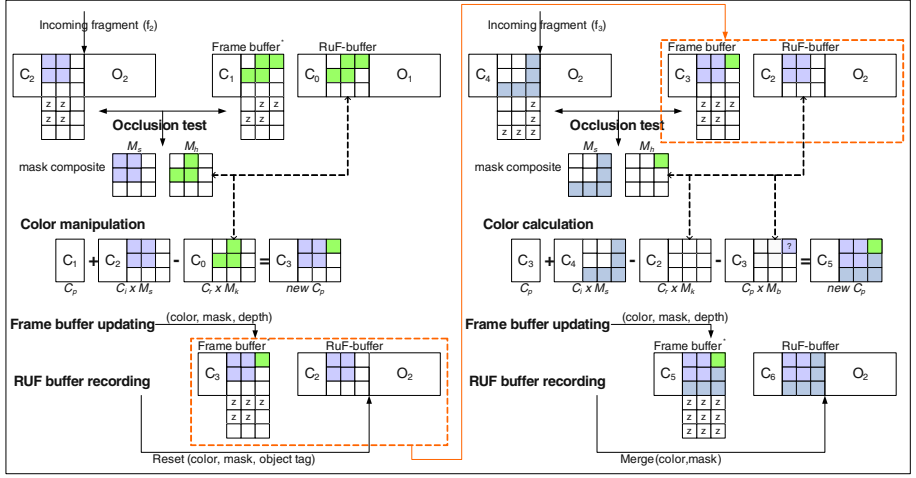 Incoming fragment (f2)
Frame buffer*
RuF-buffer
C2
O2
C1
C0
O1
z z
z z
z z
z z
Occlusion test
Ms
Mh
mask composite
Color manipulation
C1 + C2 - C0 = C3
Cp
Ci x Ms
Cr x Mk
new Cp
Frame buffer updating
(color, mask, depth)
Frame buffer*
RuF-buffer
C3
C2
O2
RUF buffer recording
z z z
z z
Reset (color, mask, object tag)
Incoming fragment (f3)
Frame buffer*
RuF-buffer
C4
O2
C3
C2
O2
z
z
z z z
z z z
z z
Occlusion test
Ms
Mh
mask composite
Color calculation
C3 + C4 - C2 - C3 ? = C5
Cp
Ci x Ms
Cr x Mk
Cp x Mb
new Cp
Frame buffer updating
(color, mask, depth)
Frame buffer*
RuF-buffer
C5
C6
O2
RUF buffer recording
z z z
z z z
z z z
Merge(color,mask)